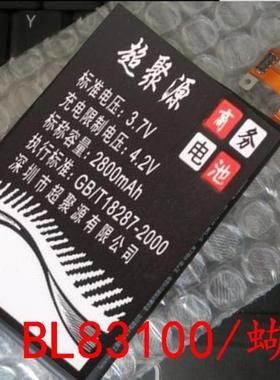 超聚源
商务
电池
标准电压: 3.7V
充电限制电压: 4.2V
标称容量: 2800mAh
执行标准: GB/T18287-2000
深圳市超聚源有限公司
BL83100/蝴